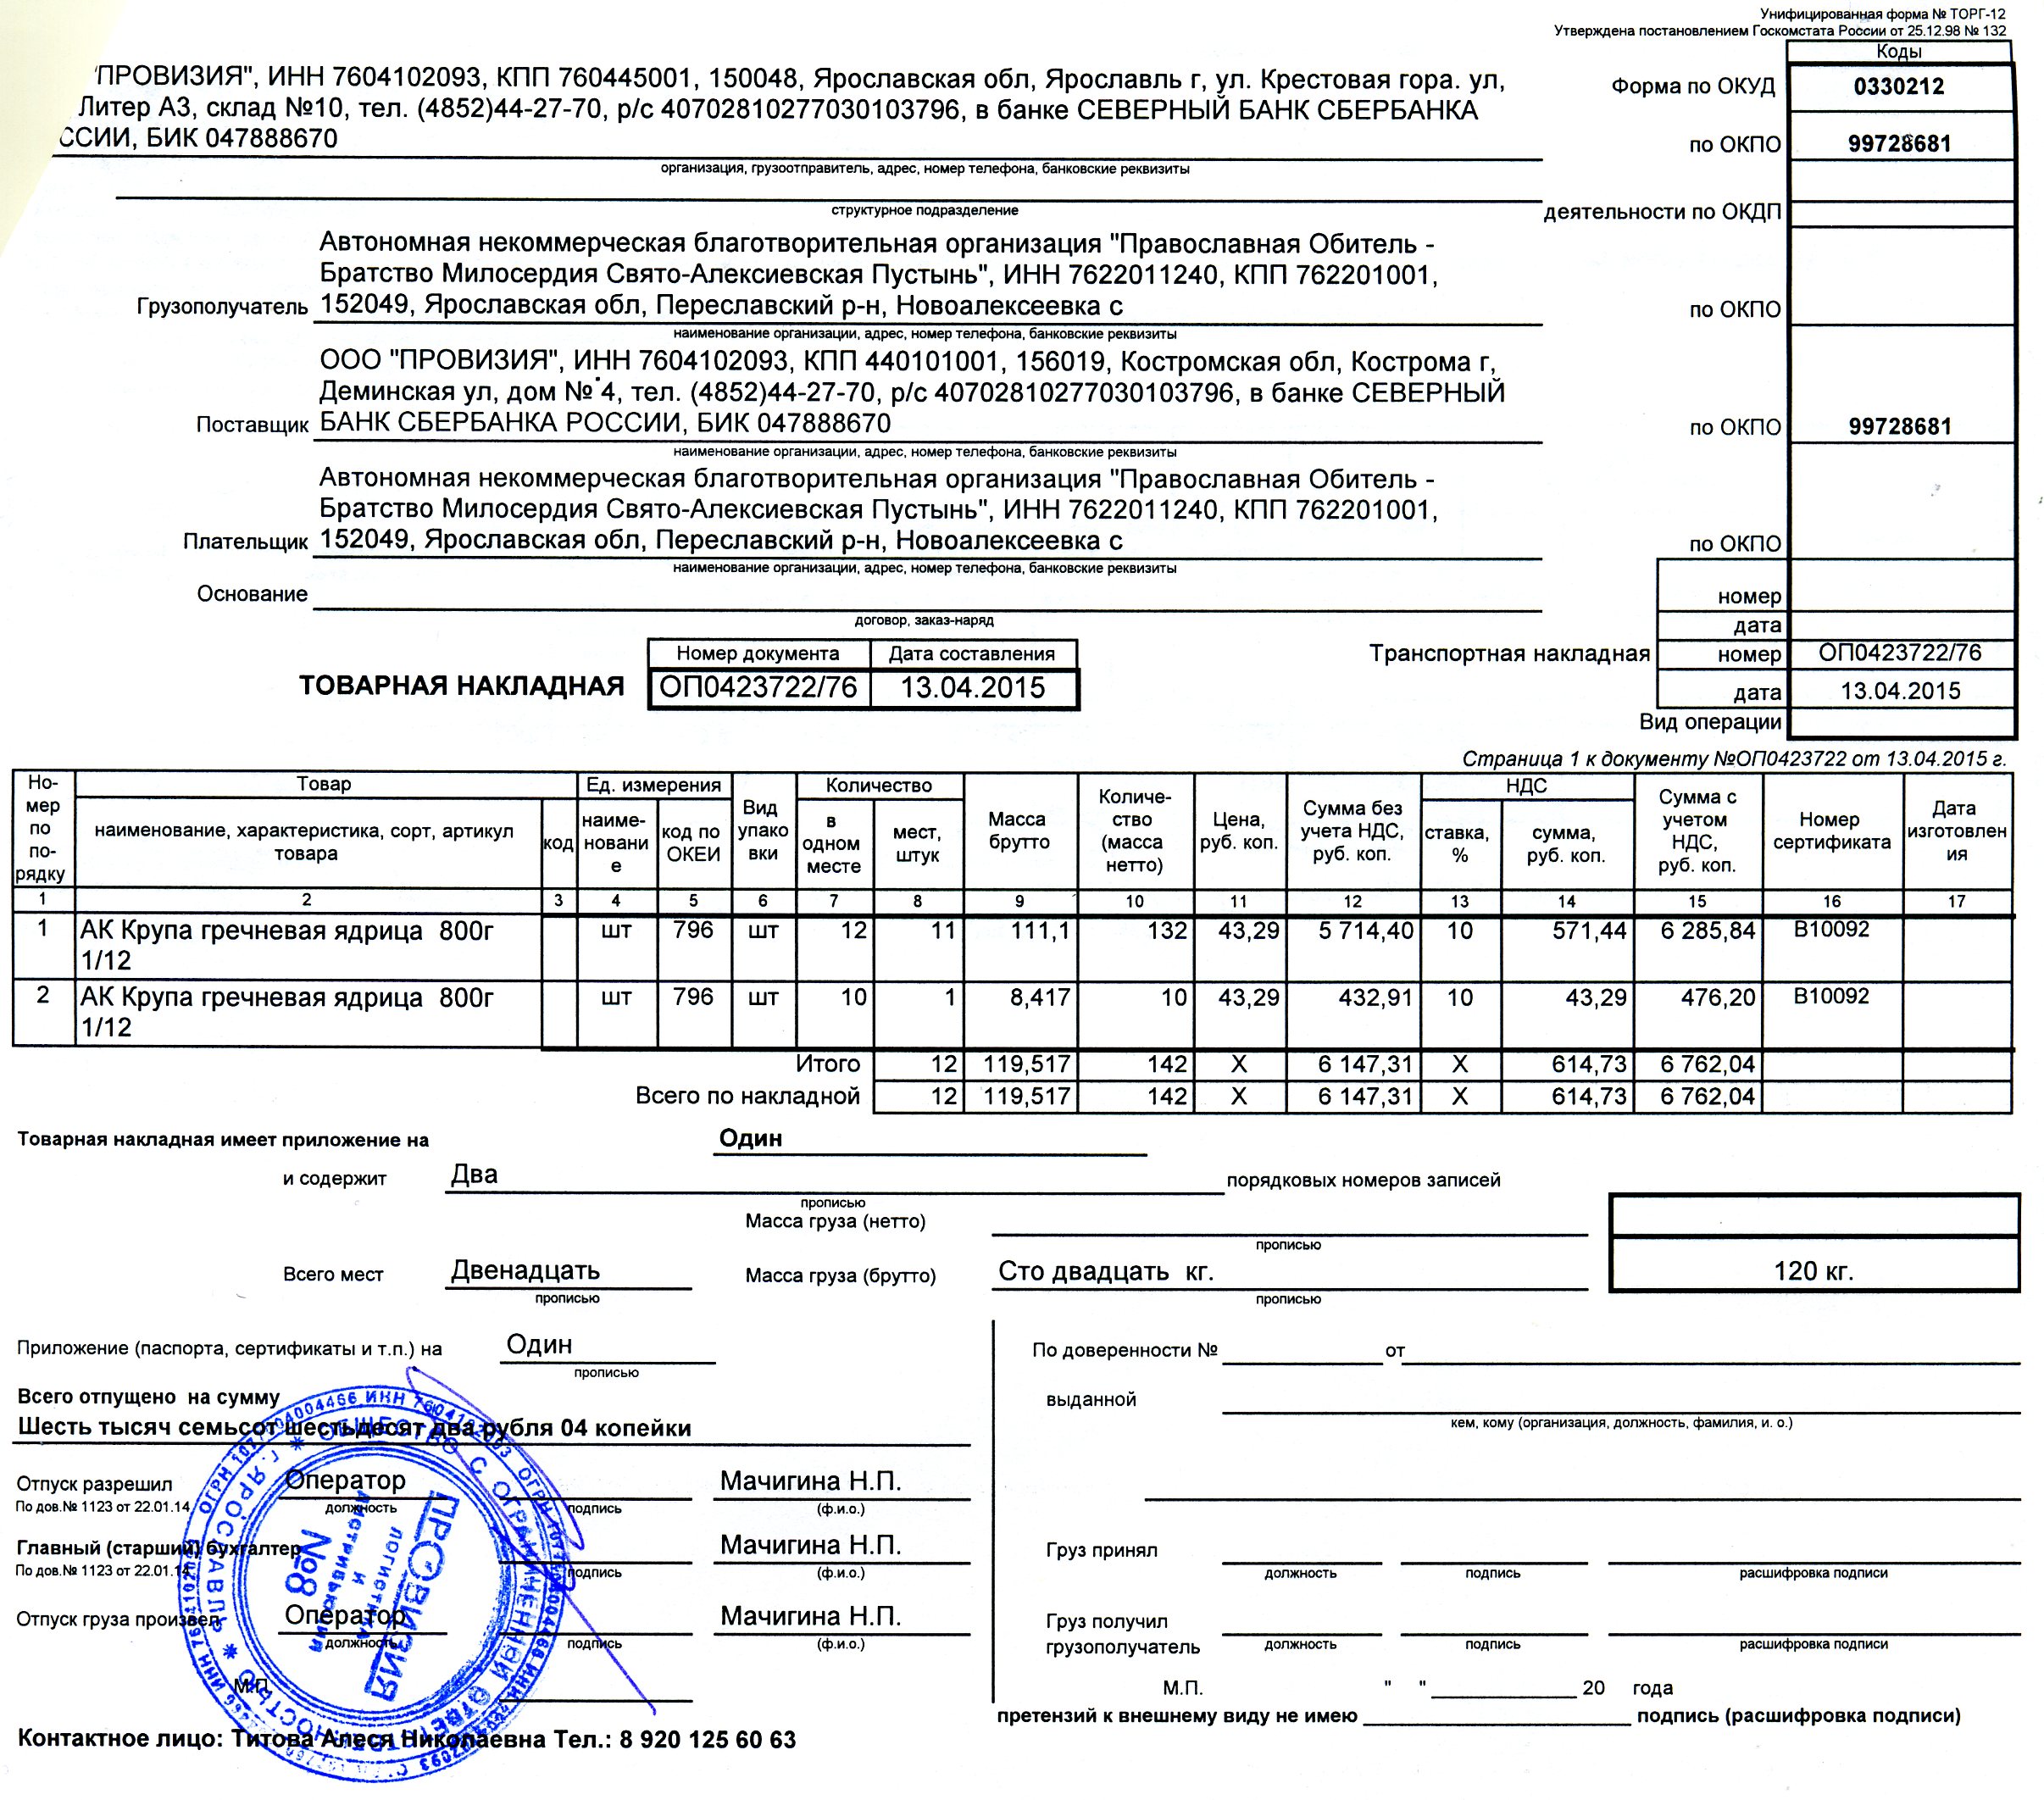 Унифицированная форма № ТОРГ-12
Утверждена постановлением Госкомстата России от 25.12.98 № 132
Коды
"ПРОВИЗИЯ", ИНН 7604102093, КПП 760445001, 150048, Ярославская обл, Ярославль г, ул. Крестовая гора. ул,
Литер А3, склад №10, тел. (4852)44-27-70, р/с 40702810277030103796, в банке СЕВЕРНЫЙ БАНК СБЕРБАНКА
ССИИ, БИК 047888670
Форма по ОКУД 0330212
по ОКПО 99728681
организация, грузоотправитель, адрес, номер телефона, банковские реквизиты
структурное подразделение
деятельности по ОКДП
Автономная некоммерческая благотворительная организация "Православная Обитель -
Братство Милосердия Свято-Алексиевская Пустынь", ИНН 7622011240, КПП 762201001,
Грузополучатель 152049, Ярославская обл, Переславский р-н, Новоалексеевка с по ОКПО
наименование организации, адрес, номер телефона, банковские реквизиты
ООО "ПРОВИЗИЯ", ИНН 7604102093, КПП 440101001, 156019, Костромская обл, Кострома г,
Деминская ул, дом № 4, тел. (4852)44-27-70, р/с 40702810277030103796, в банке СЕВЕРНЫЙ
Поставщик БАНК СБЕРБАНКА РОССИИ, БИК 047888670 по ОКПО 99728681
наименование организации, адрес, номер телефона, банковские реквизиты
Автономная некоммерческая благотворительная организация "Православная Обитель -
Братство Милосердия Свято-Алексиевская Пустынь", ИНН 7622011240, КПП 762201001,
Плательщик 152049, Ярославская обл, Переславский р-н, Новоалексеевка с по ОКПО
наименование организации, адрес, номер телефона, банковские реквизиты
Основание номер
договор, заказ-наряд
дата
Номер документа Дата составления
Транспортная накладная номер ОП0423722/76
ТОВАРНАЯ НАКЛАДНАЯ ОП0423722/76 13.04.2015
дата 13.04.2015
Вид операции
Страница 1 к документу №ОП0423722 от 13.04.2015 г.
Но-мер по по-рядку Товар Ед. измерения Вид упако вки Количество Масса брутто Количе-ство (масса нетто) Цена, руб. коп. Сумма без учета НДС, руб. коп. НДС Сумма с учетом НДС, руб. коп. Номер сертификата Дата изготовлен ия
наименование, характеристика, сорт, артикул товара код наиме-новани е код по ОКЕИ в одном месте мест, штук ставка, % сумма, руб. коп.
1 2 3 4 5 6 7 8 9 10 11 12 13 14 15 16 17
1 АК Крупа гречневая ядрица 800г шт 796 шт 12 11 111,1 132 43,29 5 714,40 10 571,44 6 285,84 В10092
1/12
2 АК Крупа гречневая ядрица 800г шт 796 шт 10 1 8,417 10 43,29 432,91 10 43,29 476,20 В10092
1/12
Итого 12 119,517 142 X 6 147,31 X 614,73 6 762,04
Всего по накладной 12 119,517 142 X 6 147,31 X 614,73 6 762,04
Товарная накладная имеет приложение на Один
и содержит Два порядковых номеров записей
прописью
Масса груза (нетто)
прописью
Всего мест Двенадцать Масса груза (брутто) Сто двадцать кг. 120 кг.
прописью прописью
Приложение (паспорта, сертификаты и т.п.) на Один
прописью
По доверенности № от
Всего отпущено на сумму
выданной
Шесть тысяч семьсот шестьдесят два рубля 04 копейки
кем, кому (организация, должность, фамилия, и. о.)
Отпуск разрешил Оператор Мачигина Н.П.
По дов.№ 1123 от 22.01.14 должность подпись (ф.и.о.)
Главный (старший) бухгалтер Мачигина Н.П.
По дов.№ 1123 от 22.01.14 подпись (ф.и.о.)
Груз принял
должность подпись расшифровка подписи
Отпуск груза произвел Оператор Мачигина Н.П.
должность подпись (ф.и.о.)
Груз получил
грузополучатель должность подпись расшифровка подписи
М.П.
М.П. " " 20 года
претензий к внешнему виду не имею подпись (расшифровка подписи)
Контактное лицо: Титова Алеся Николаевна Тел.: 8 920 125 60 63
ОБЩЕСТВО С ОГРАНИЧЕННОЙ ОТВЕТСТВЕННОСТЬЮ * Г. ЯРОСЛАВЛЬ *
ПРОВИЗИЯ
ЛОГИСТИКА
И
ДИСТРИБЬЮЦИЯ
№8